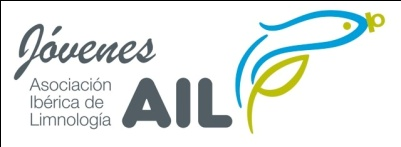 Jóvenes
Asociación
Ibérica de
Limnología
AIL